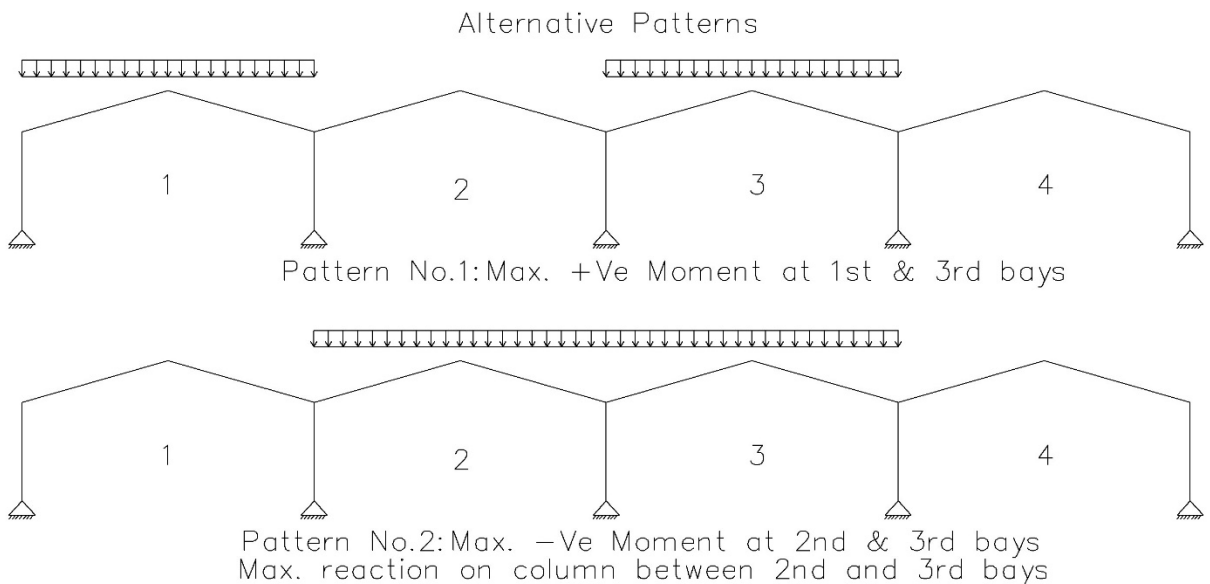 Alternative Patterns
1
2
3
4
Pattern No.1: Max. +Ve Moment at 1st & 3rd bays
1
2
3
4
Pattern No.2: Max. −Ve Moment at 2nd & 3rd bays
Max. reaction on column between 2nd and 3rd bays